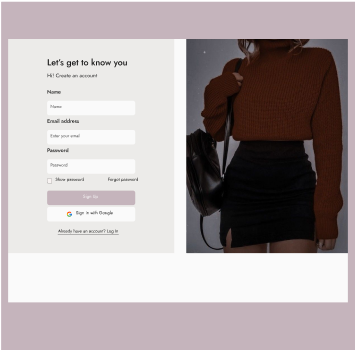 Let's get to know you
Hi! Create an account
Name
Name
Email address
Enter your email
Password
Password
Show password Forgot password
Sign Up
Sign in with Google
Already have an account? Log In